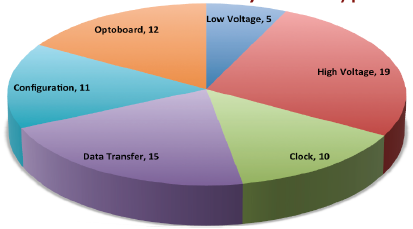 Low Voltage, 5
Optoboard, 12
High Voltage, 19
Configuration, 11
Data Transfer, 15
Clock, 10